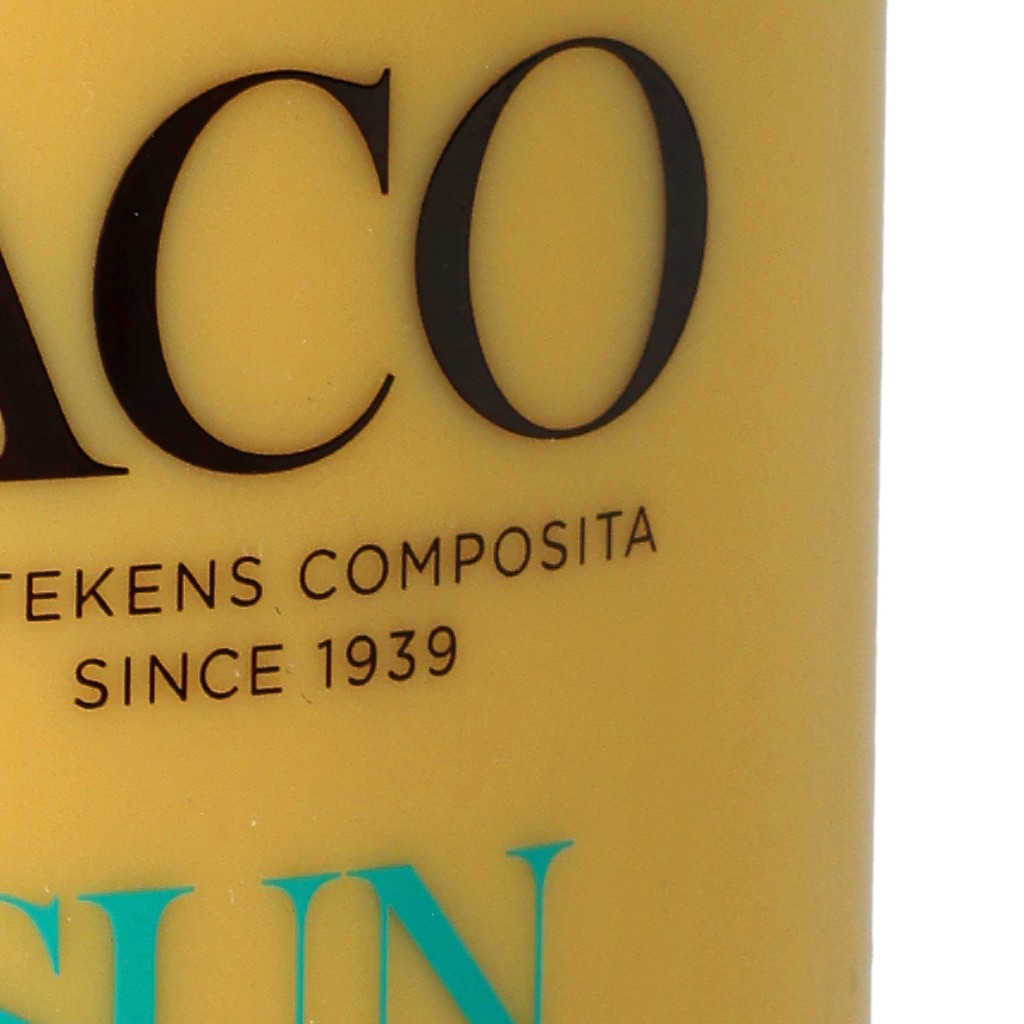 ACO
TEKENS COMPOSITA
SINCE 1939
SUN